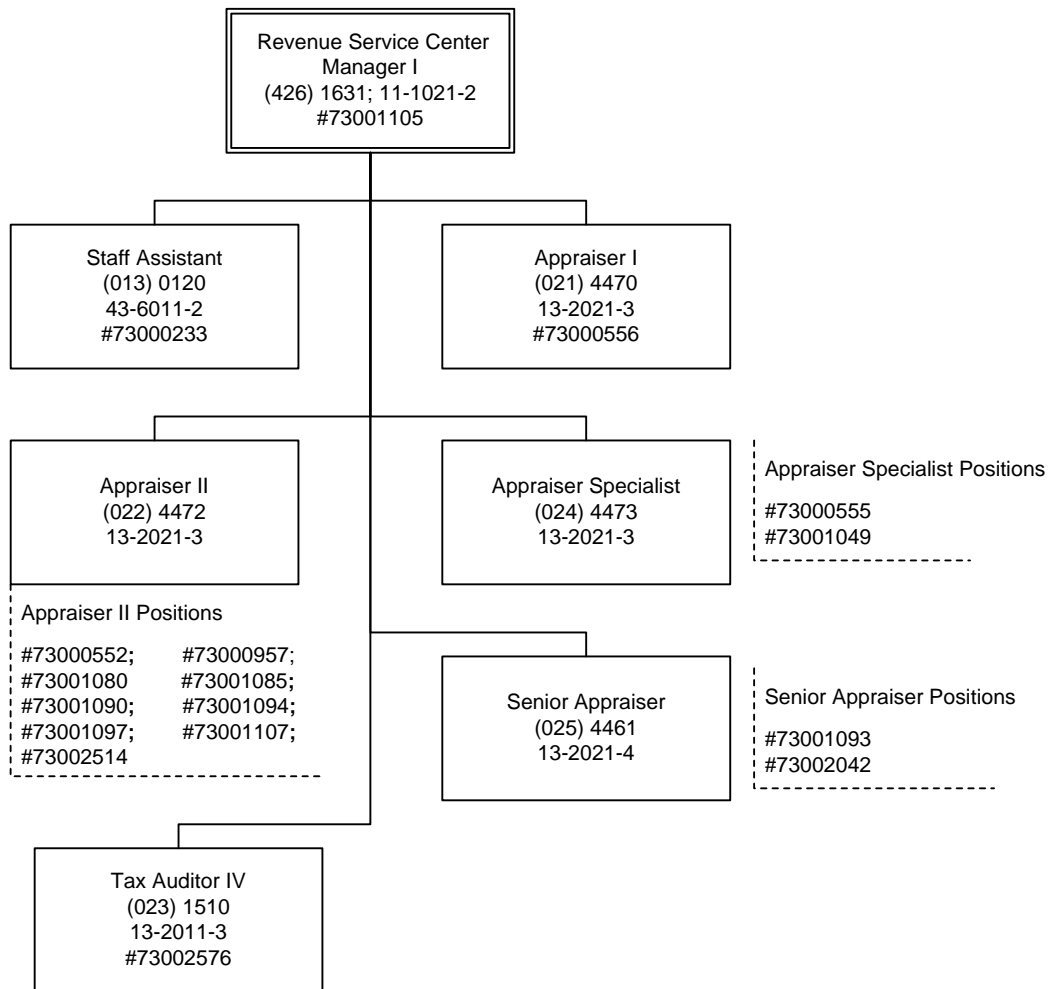 Revenue Service Center
Manager I
(426) 1631; 11-1021-2
#73001105
Staff Assistant
(013) 0120
43-6011-2
#73000233
Appraiser I
(021) 4470
13-2021-3
#73000556
Appraiser II
(022) 4472
13-2021-3
Appraiser II Positions
#73000552; #73000957;
#73001080 #73001085;
#73001090; #73001094;
#73001097; #73001107;
#73002514
Appraiser Specialist
(024) 4473
13-2021-3
Appraiser Specialist Positions
#73000555
#73001049
Senior Appraiser
(025) 4461
13-2021-4
Senior Appraiser Positions
#73001093
#73002042
Tax Auditor IV
(023) 1510
13-2011-3
#73002576